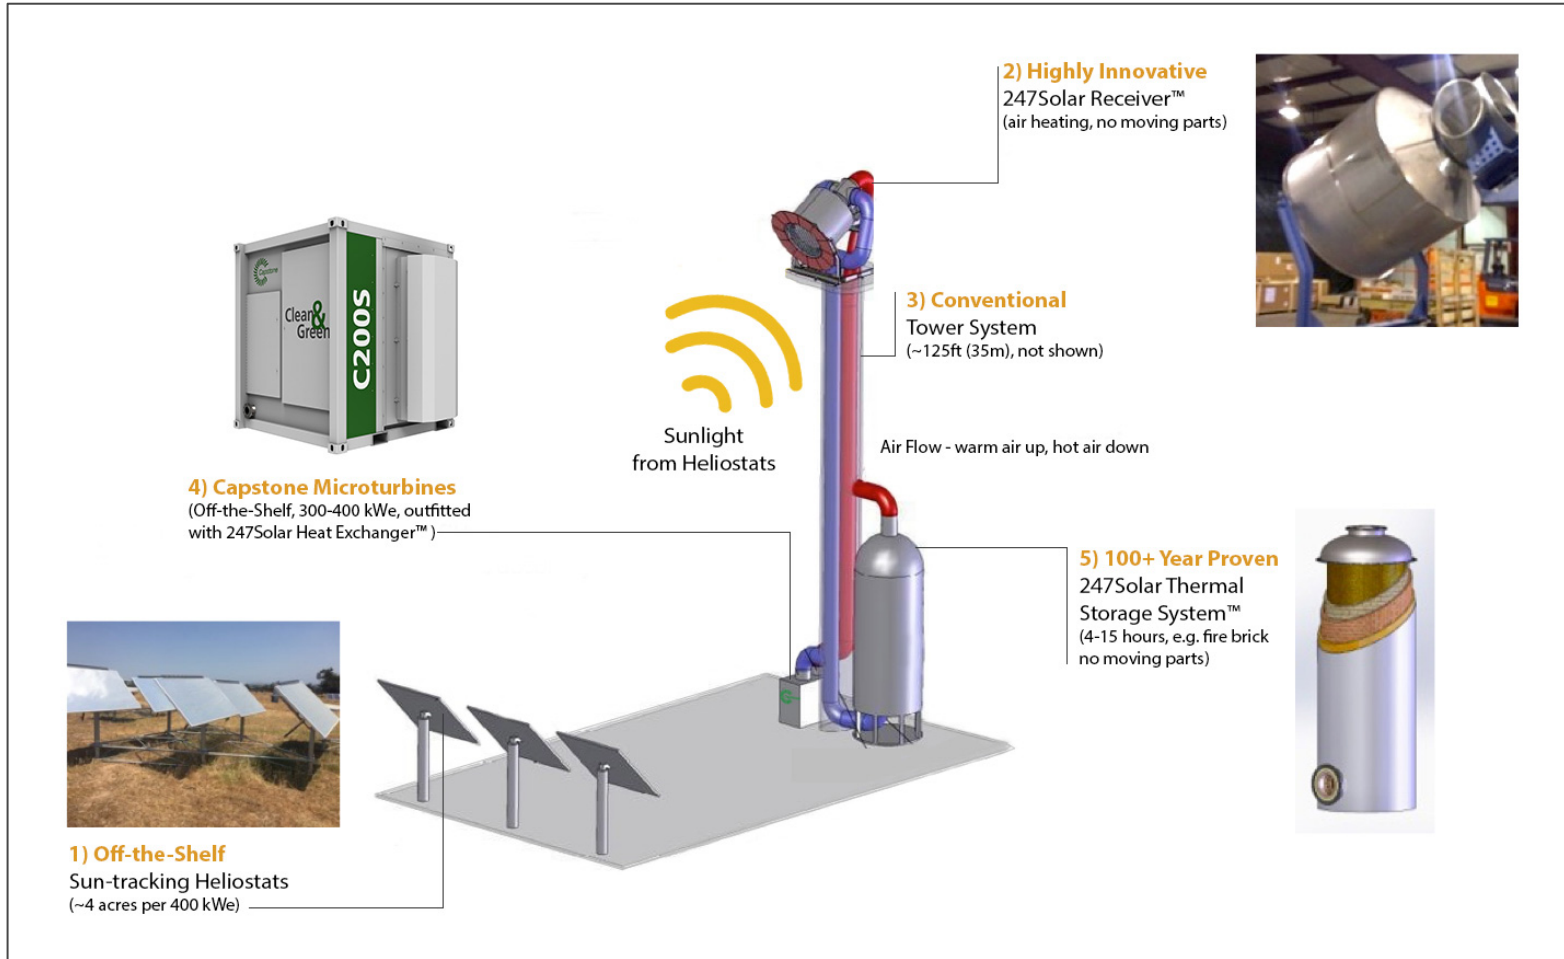 2) Highly Innovative
247Solar Receiver™
(air heating, no moving parts)
3) Conventional
Tower System
(~125ft (35m), not shown)
Capstone
Clean&
Green
C200S
Sunlight
from Heliostats
Air Flow - warm air up, hot air down
4) Capstone Microturbines
(Off-the-Shelf, 300-400 kWe, outfitted
with 247Solar Heat Exchanger™ )
5) 100+ Year Proven
247Solar Thermal
Storage System™
(4-15 hours, e.g. fire brick
no moving parts)
1) Off-the-Shelf
Sun-tracking Heliostats
(~4 acres per 400 kWe)